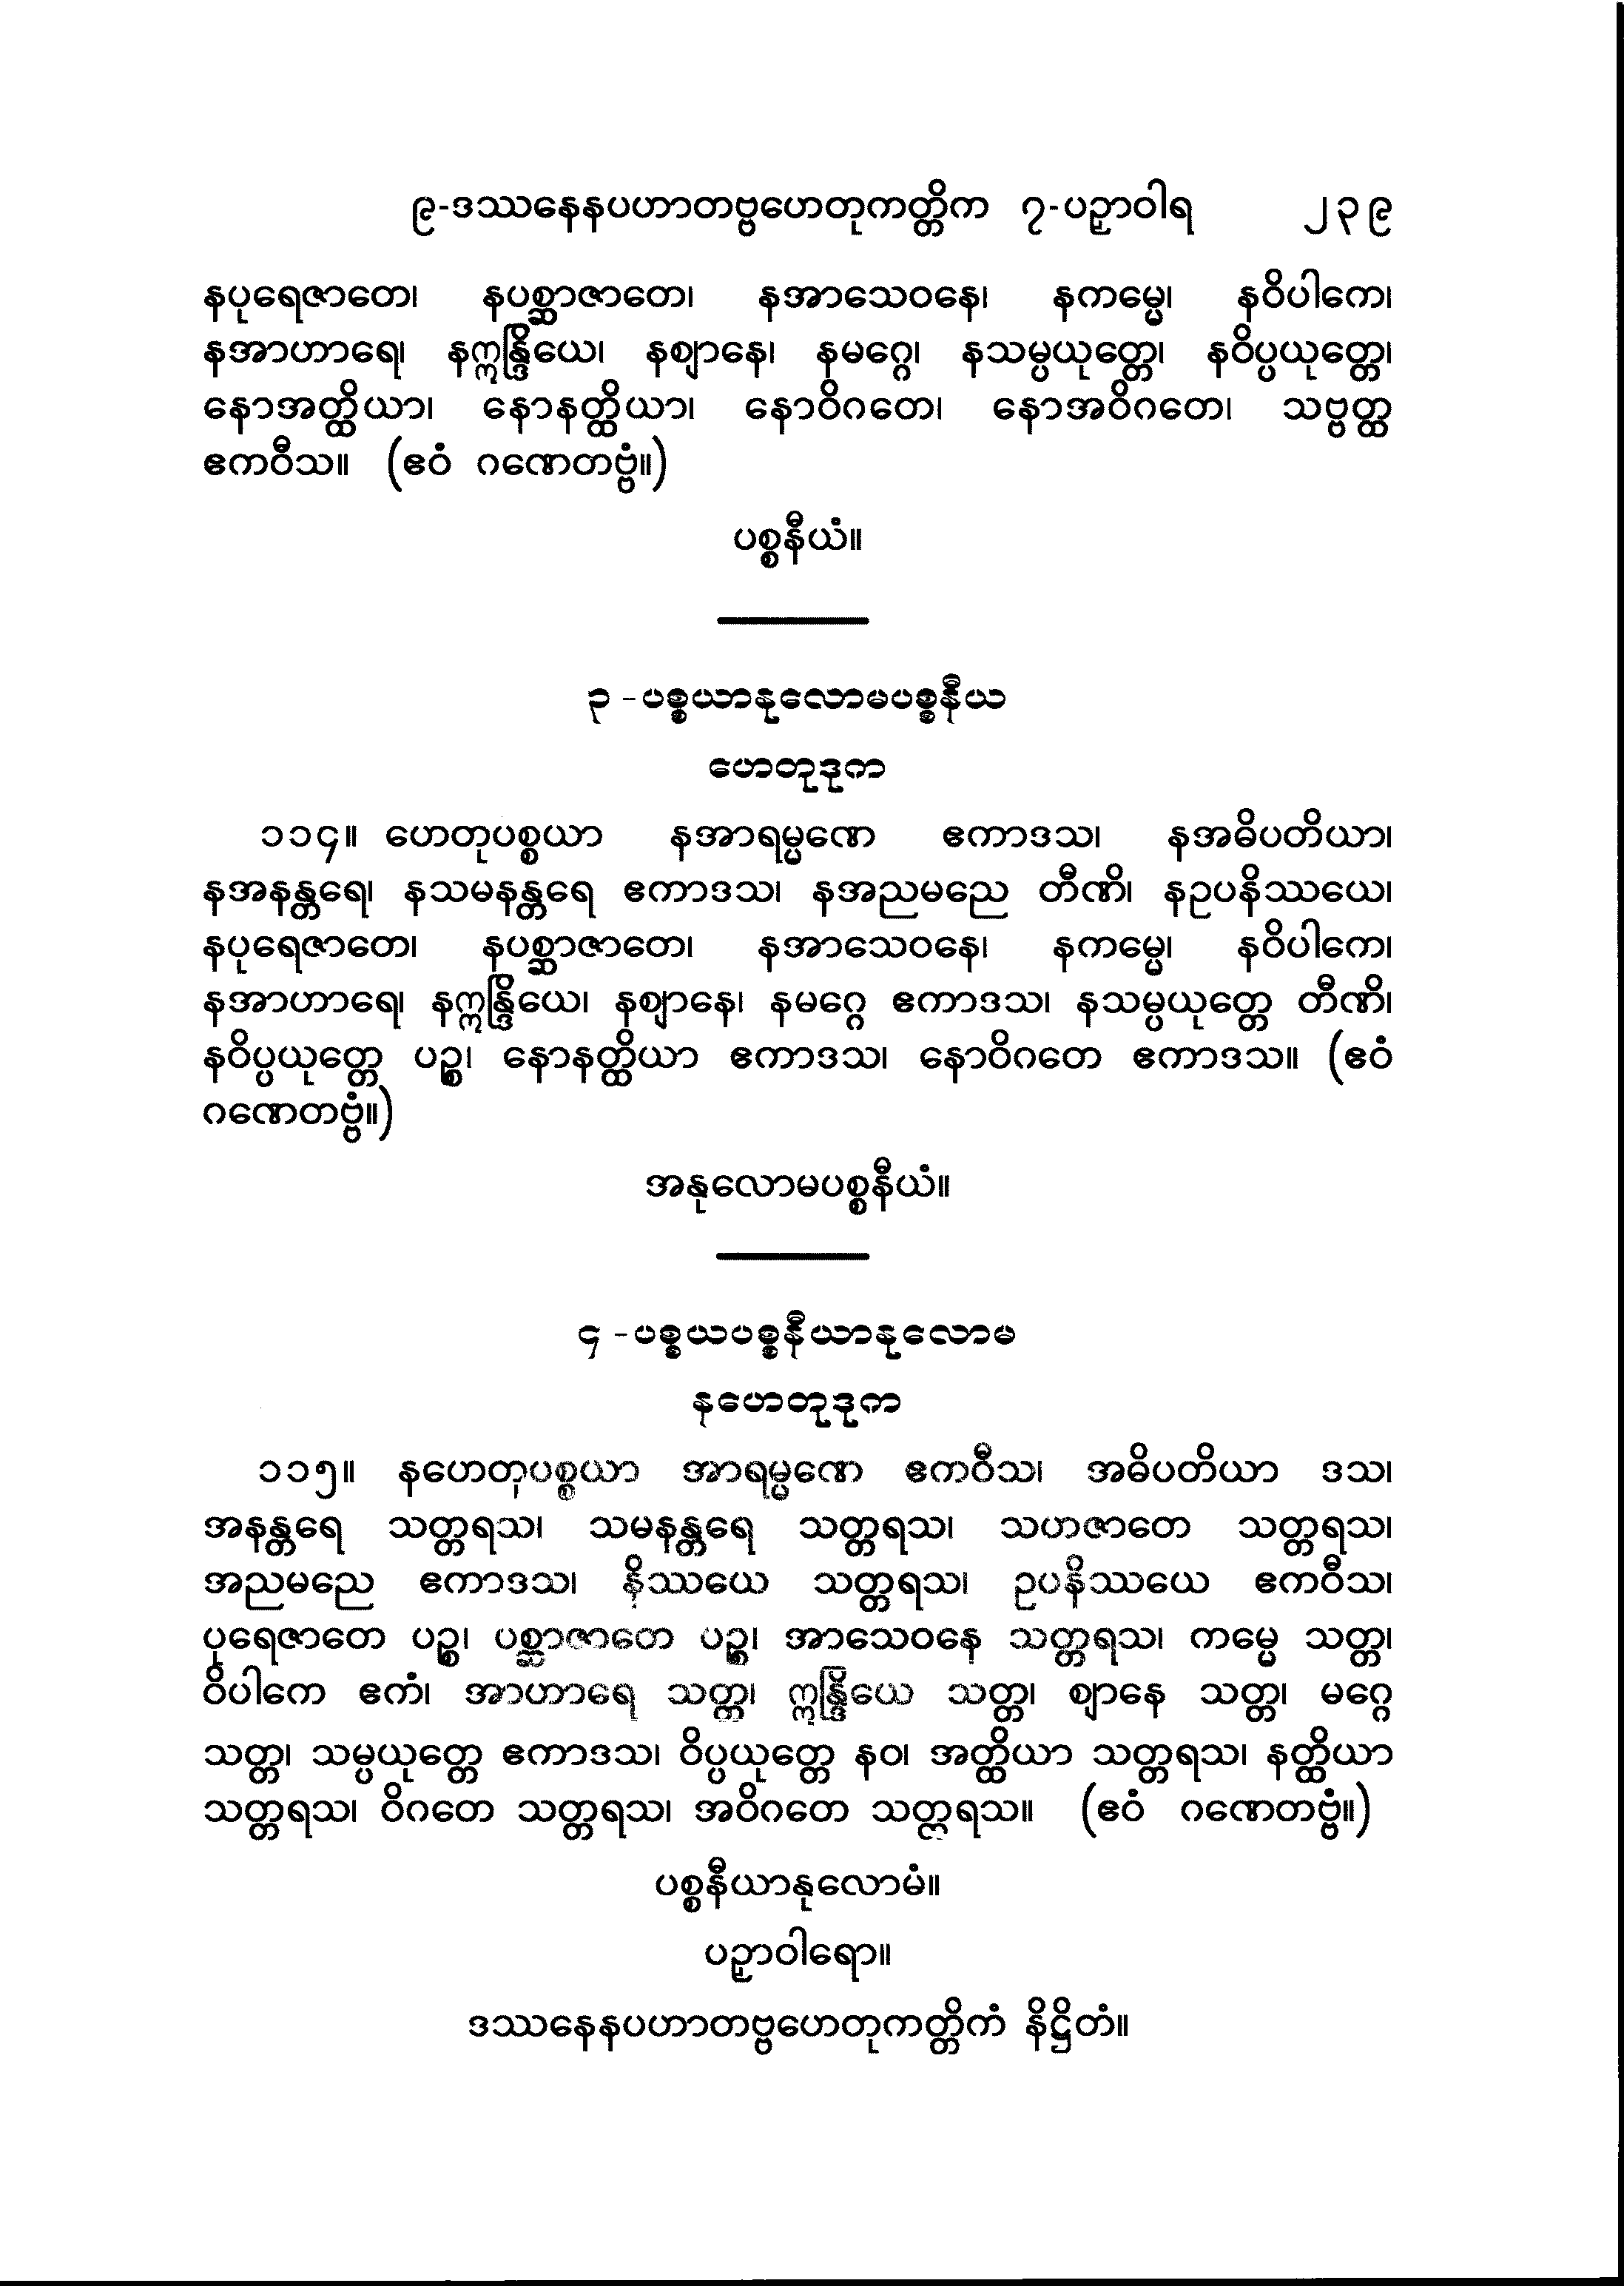 ၉-ဒဿနေနပဟာတဗ္ဗဟေတုကတ္တိက ၇-ပဉှာဝါရ ၂၃၉
နပုရေဇာတေ၊ နပစ္ဆာဇာတေ၊ နအာသေဝနေ၊ နကမ္မေ၊ နဝိပါကေ၊
နအာဟာရေ၊ နဣန္ဒြိယေ၊ နဈာနေ၊ နမဂ္ဂေ၊ နသမ္ပယုတ္တေ၊ နဝိပ္ပယုတ္တေ၊
နောအတ္ထိယာ၊ နောနတ္ထိယာ၊ နောဝိဂတေ၊ နောအဝိဂတေ၊ သဗ္ဗတ္ထ
ဧကဝီသ။ (ဧဝံ ဂဏေတဗ္ဗံ။)
ပစ္စနီယံ။
၃ -ပစ္စယာနုလောမပစ္စနီယ
ဟေတုဒုက
၁၁၄။ ဟေတုပစ္စယာ နအာရမ္မဏေ ဧကာဒသ၊ နအဓိပတိယာ၊
နအနန္တရေ၊ နသမနန္တရေ ဧကာဒသ၊ နအညမညေ တီဏိ၊ နဥပနိဿယေ၊
နပုရေဇာတေ၊ နပစ္ဆာဇာတေ၊ နအာသေဝနေ၊ နကမ္မေ၊ နဝိပါကေ၊
နအာဟာရေ၊ နဣန္ဒြိယေ၊ နဈာနေ၊ နမဂ္ဂေ ဧကာဒသ၊ နသမ္ပယုတ္တေ တီဏိ၊
နဝိပ္ပယုတ္တေ ပဉ္စ၊ နောနတ္ထိယာ ဧကာဒသ၊ နောဝိဂတေ ဧကာဒသ။ (ဧဝံ
ဂဏေတဗ္ဗံ။)
အနုလောမပစ္စနီယံ။
၄ -ပစ္စယပစ္စနီယာနုလောမ
နဟေတုဒုက
၁၁၅။ နဟေတုပစ္စယာ အာရမ္မဏေ ဧကဝီသ၊ အဓိပတိယာ ဒသ၊
အနန္တရေ သတ္တရသ၊ သမနန္တရေ သတ္တရသ၊ သဟဇာတေ သတ္တရသ၊
အညမညေ ဧကာဒသ၊ နိဿယေ သတ္တရသ၊ ဥပနိဿယေ ဧကဝီသ၊
ပုရေဇာတေ ပဉ္စ၊ ပစ္ဆာဇာတေ ပဉ္စ၊ အာသေဝနေ သတ္တရသ၊ ကမ္မေ သတ္တ၊
ဝိပါကေ ဧကံ၊ အာဟာရေ သတ္တ၊ ဣန္ဒြိယေ သတ္တ၊ ဈာနေ သတ္တ၊ မဂ္ဂေ
သတ္တ၊ သမ္ပယုတ္တေ ဧကာဒသ၊ ဝိပ္ပယုတ္တေ နဝ၊ အတ္ထိယာ သတ္တရသ၊ နတ္ထိယာ
သတ္တရသ၊ ဝိဂတေ သတ္တရသ၊ အဝိဂတေ သတ္တရသ။ (ဧဝံ ဂဏေတဗ္ဗံ။)
ပစ္စနီယာနုလောမံ။
ပဉှာဝါရော။
ဒဿနေနပဟာတဗ္ဗဟေတုကတ္တိကံ နိဋ္ဌိတံ။